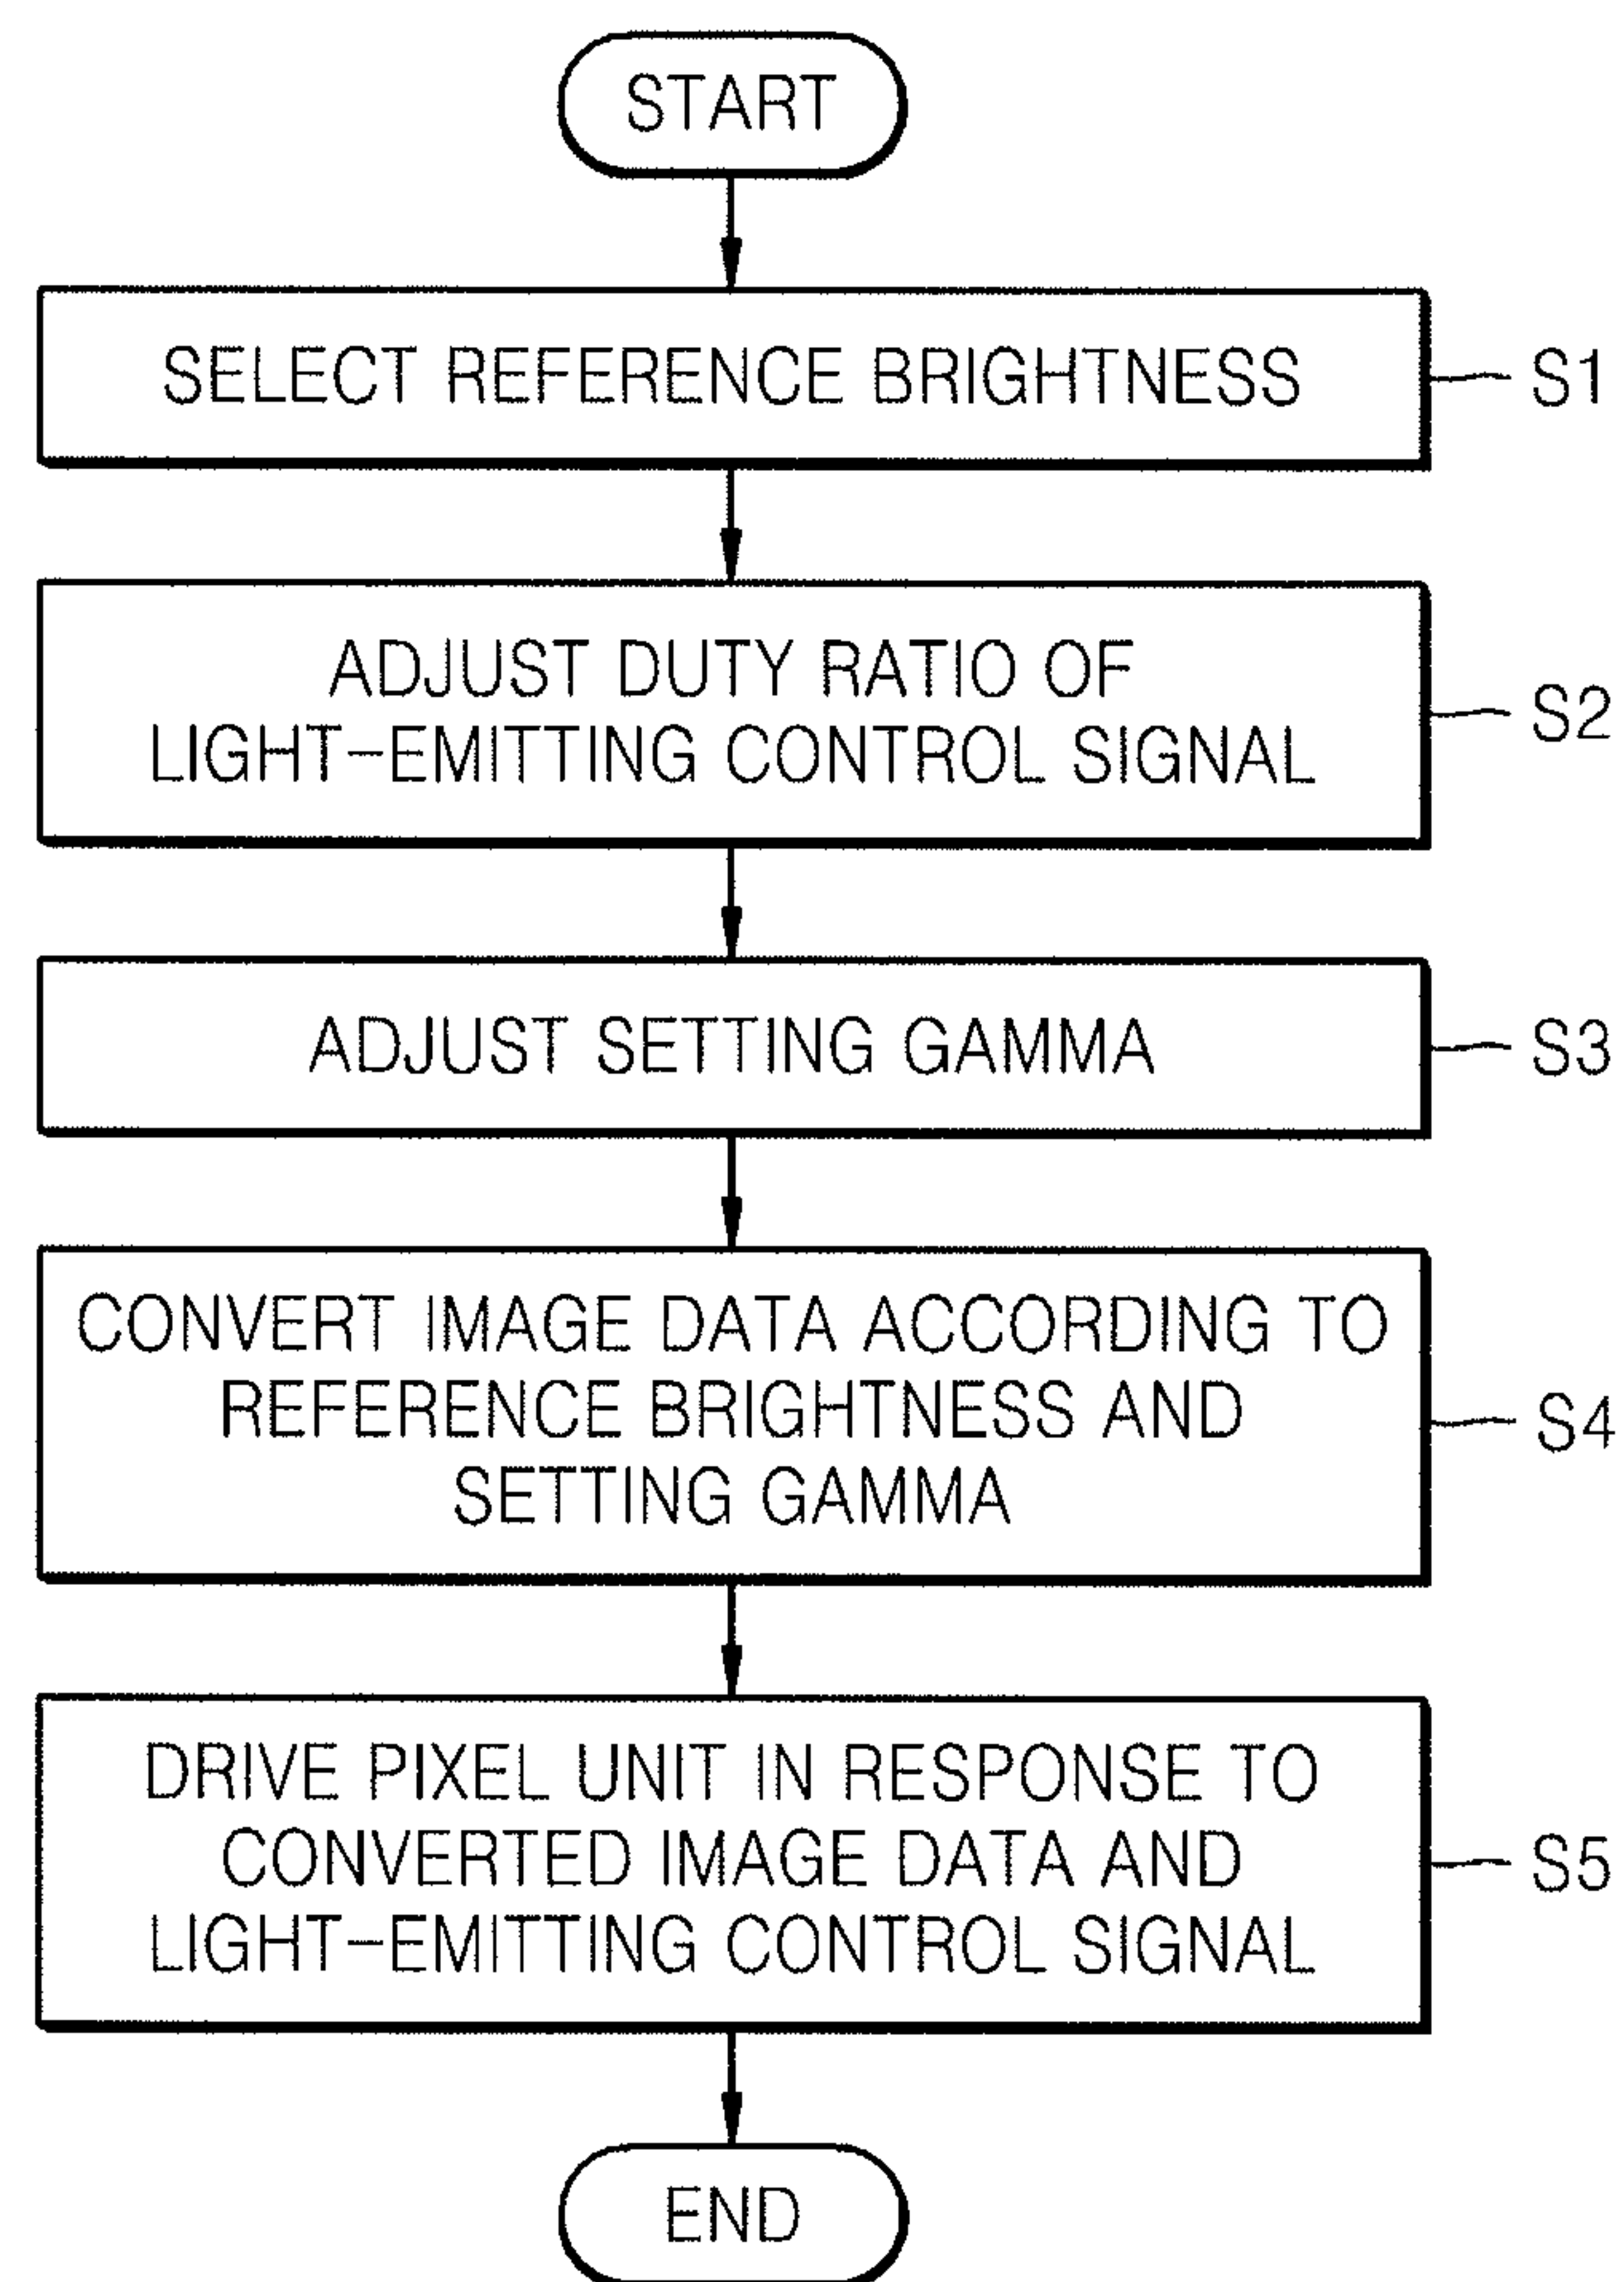 START
SELECT REFERENCE BRIGHTNESS
S1
ADJUST DUTY RATIO OF
LIGHT-EMITTING CONTROL SIGNAL
S2
ADJUST SETTING GAMMA
S3
CONVERT IMAGE DATA ACCORDING TO
REFERENCE BRIGHTNESS AND
SETTING GAMMA
S4
DRIVE PIXEL UNIT IN RESPONSE TO
CONVERTED IMAGE DATA AND
LIGHT-EMITTING CONTROL SIGNAL
S5
END